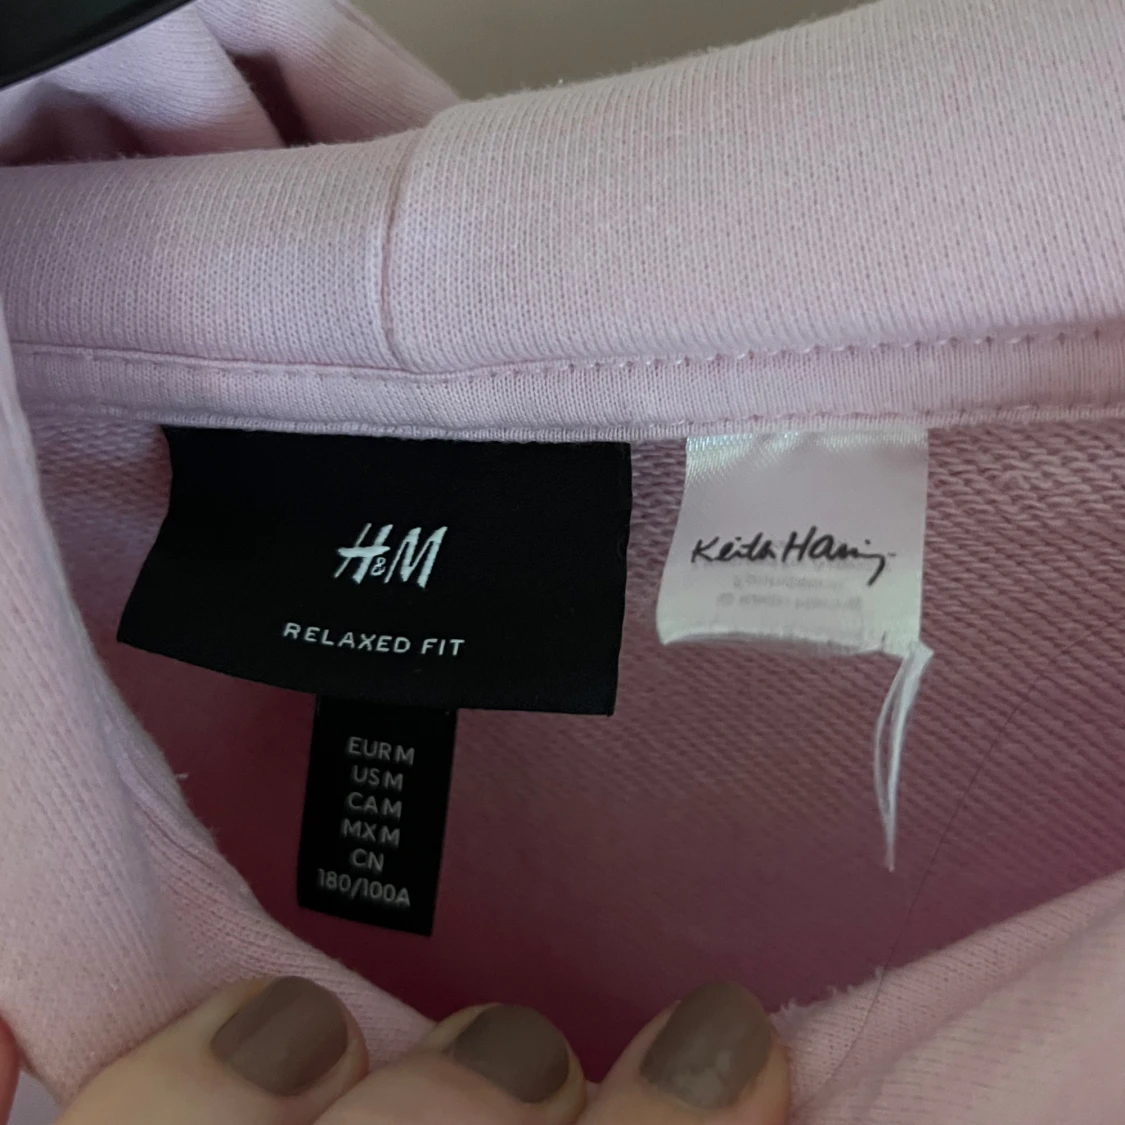 H&M
RELAXED FIT
EUR M
US M
CA M
MX M
CN
180/100A
Keith Haring